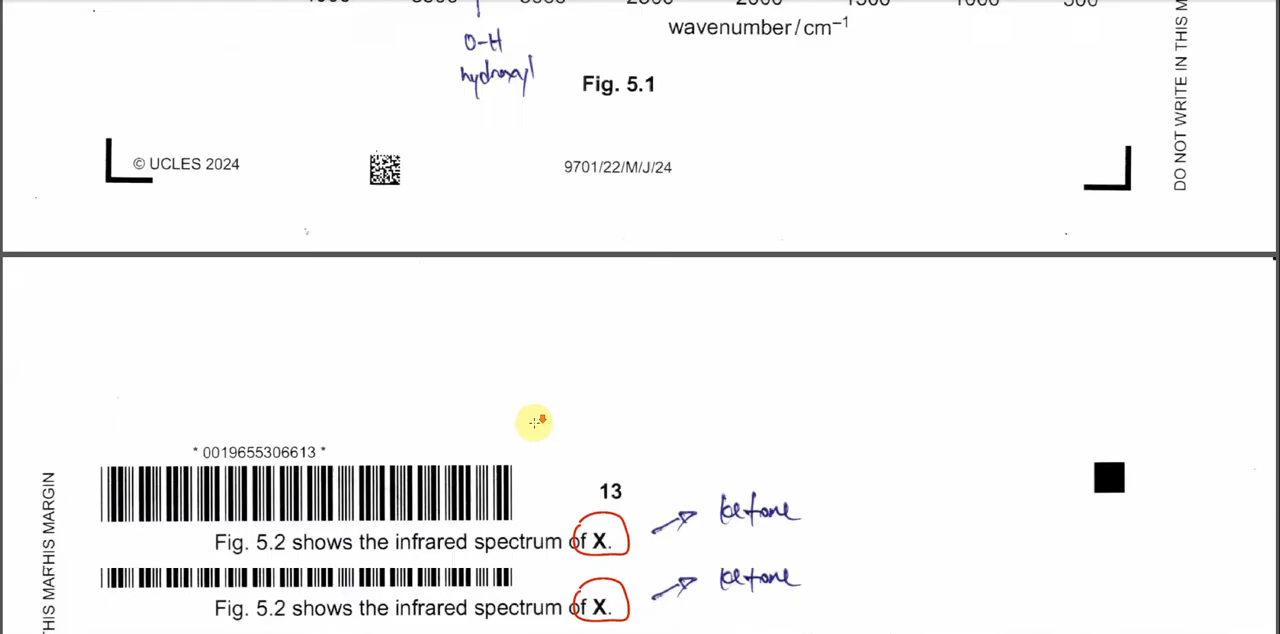 wavenumber / cm⁻¹
O-H
hydroxyl
Fig. 5.1
© UCLES 2024
9701/22/M/J/24
DO NOT WRITE IN THIS M
* 0019655306613 *
13
Fig. 5.2 shows the infrared spectrum of X.
ketone
Fig. 5.2 shows the infrared spectrum of X.
ketone
THIS MARHIS MARGIN